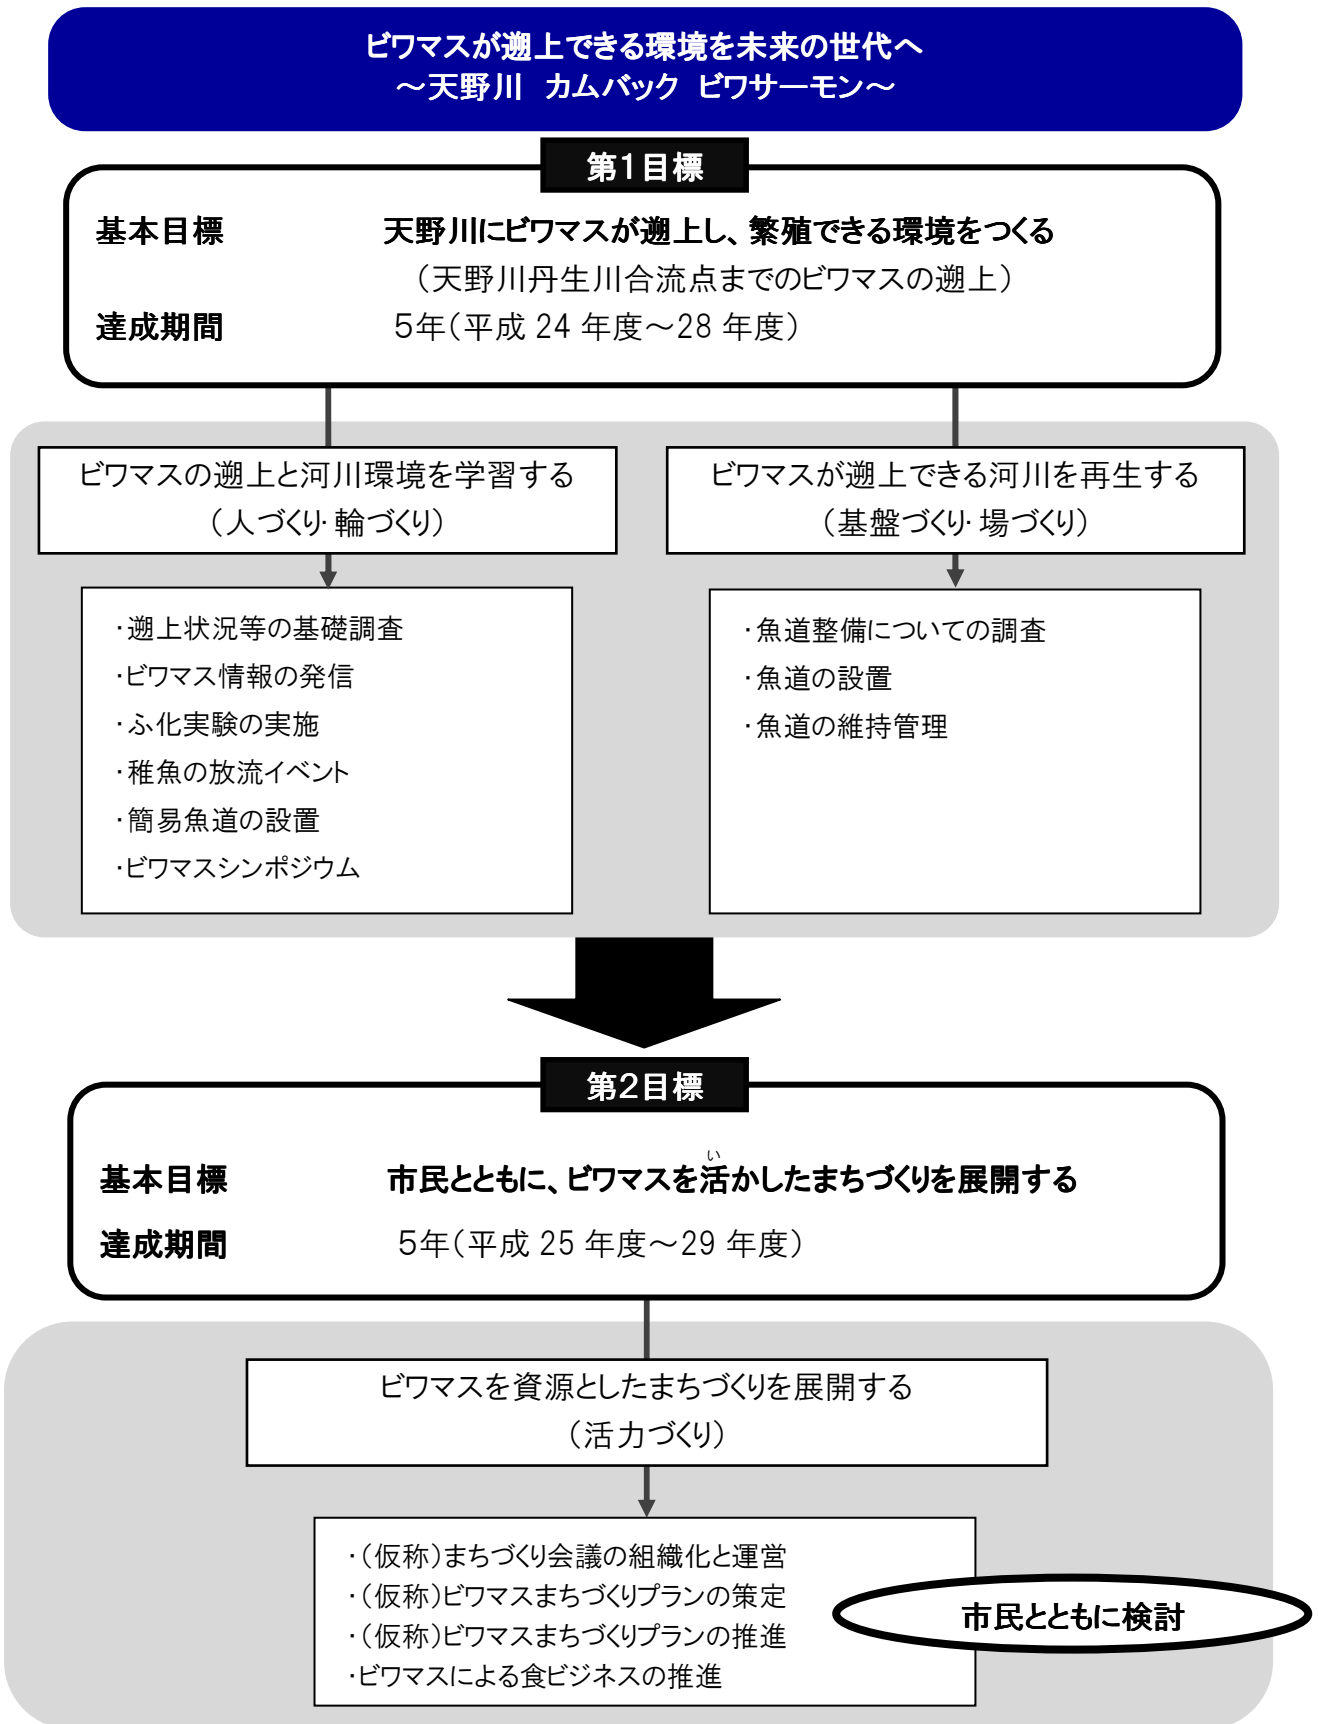 ビワマスが遡上できる環境を未来の世代へ
～天野川　カムバック　ビワサーモン～
第1目標
基本目標　天野川にビワマスが遡上し、繁殖できる環境をつくる
（天野川丹生川合流点までのビワマスの遡上）
達成期間　5年（平成 24 年度～28 年度）
ビワマスの遡上と河川環境を学習する
（人づくり・輪づくり）
・遡上状況等の基礎調査
・ビワマス情報の発信
・ふ化実験の実施
・稚魚の放流イベント
・簡易魚道の設置
・ビワマスシンポジウム
ビワマスが遡上できる河川を再生する
（基盤づくり・場づくり）
・魚道整備についての調査
・魚道の設置
・魚道の維持管理
第2目標
い
基本目標　市民とともに、ビワマスを活かしたまちづくりを展開する
達成期間　5年（平成 25 年度～29 年度）
ビワマスを資源としたまちづくりを展開する
（活力づくり）
・（仮称）まちづくり会議の組織化と運営
・（仮称）ビワマスまちづくりプランの策定
・（仮称）ビワマスまちづくりプランの推進
・ビワマスによる食ビジネスの推進
市民とともに検討